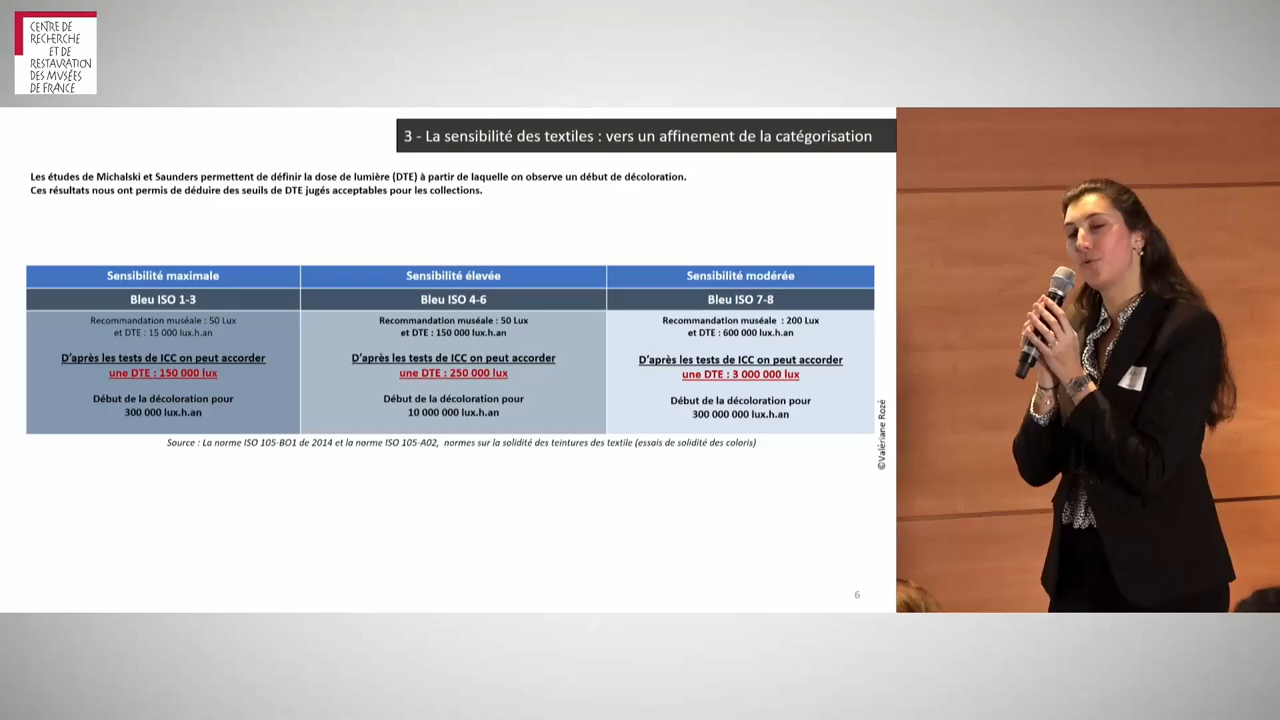 CENTRE DE
RECHERCHE
ET DE
RESTAURATION
DES MUSÉES
DE FRANCE
3 - La sensibilité des textiles : vers un affinement de la catégorisation
Les études de Michalski et Saunders permettent de définir la dose de lumière (DTE) à partir de laquelle on observe un début de décoloration.
Ces résultats nous ont permis de déduire des seuils de DTE jugés acceptables pour les collections.
Sensibilité maximale
Bleu ISO 1-3
Recommandation muséale : 50 Lux
et DTE : 15 000 lux.h.an
D'après les tests de ICC on peut accorder
une DTE : 150 000 lux
Début de la décoloration pour
300 000 lux.h.an
Sensibilité élevée
Bleu ISO 4-6
Recommandation muséale : 50 Lux
et DTE : 150 000 lux.h.an
D'après les tests de ICC on peut accorder
une DTE : 250 000 lux
Début de la décoloration pour
10 000 000 lux.h.an
Sensibilité modérée
Bleu ISO 7-8
Recommandation muséale : 200 Lux
et DTE : 600 000 lux.h.an
D'après les tests de ICC on peut accorder
une DTE : 3 000 000 lux
Début de la décoloration pour
300 000 000 lux.h.an
Source : La norme ISO 105-BO1 de 2014 et la norme ISO 105-A02, normes sur la solidité des teintures des textile (essais de solidité des coloris)
©Valériane Rozé
6